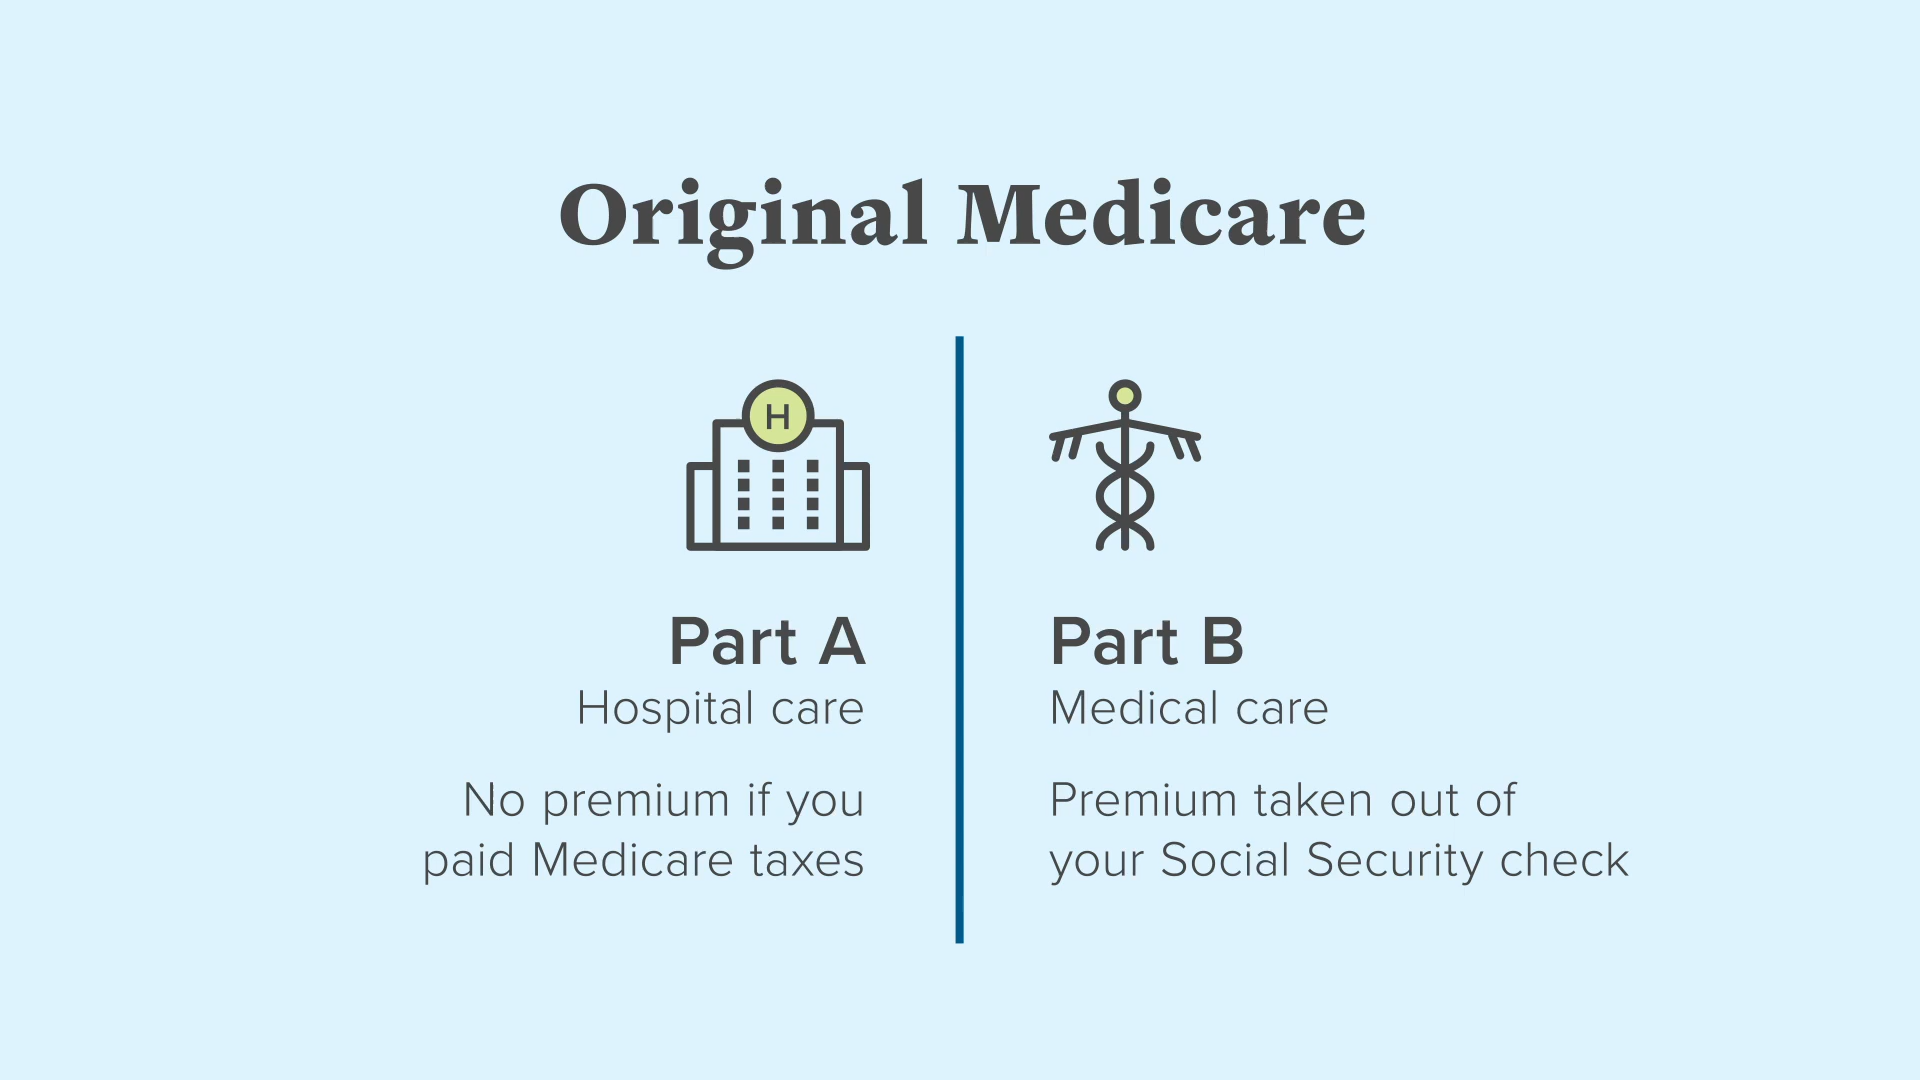 Original Medicare
H
Part A
Hospital care
No premium if you
paid Medicare taxes
Part B
Medical care
Premium taken out of
your Social Security check